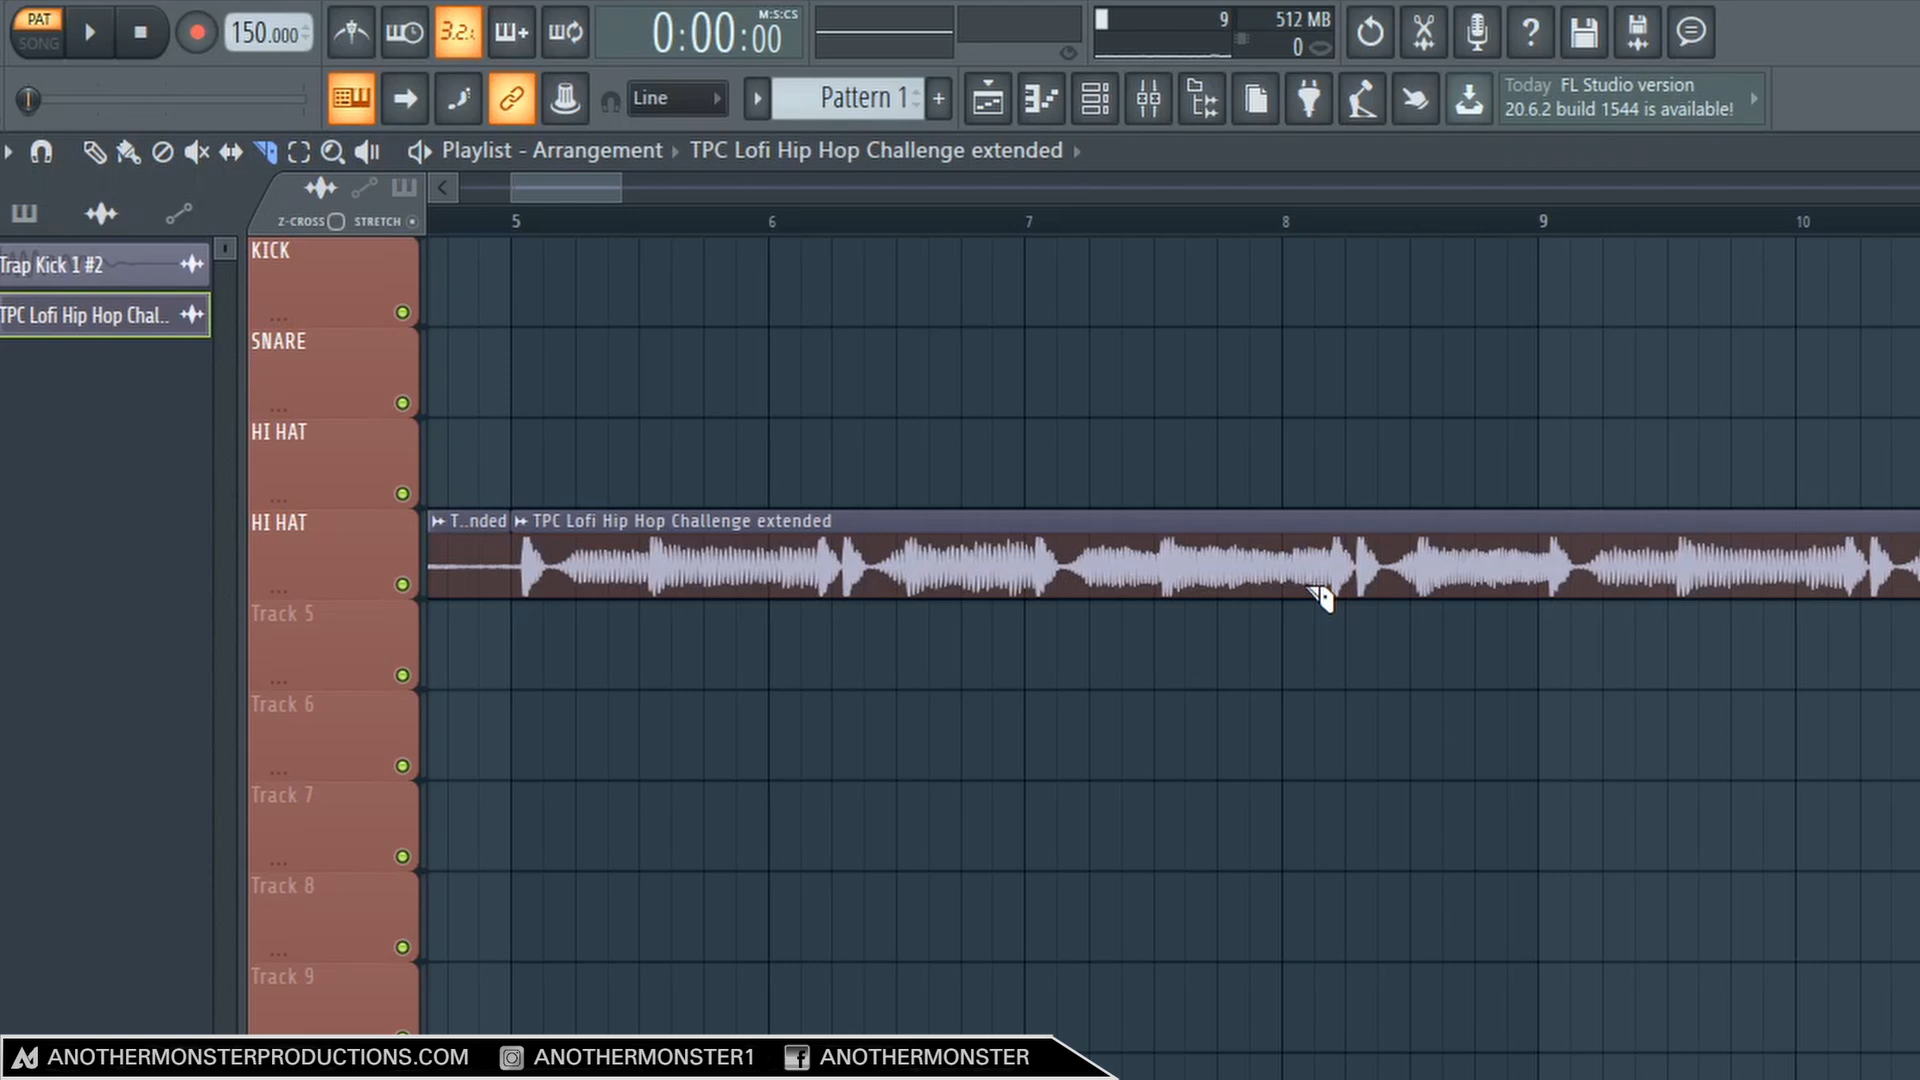 PAT
SONG
150.000
3.2.
0:00:00
M:S:CS
9
512 MB
0
Line
Pattern 1
+
?
Today FL Studio version
20.6.2 build 1544 is available!
Playlist - Arrangement
TPC Lofi Hip Hop Challenge extended
Z-CROSS
STRETCH
5
6
7
8
9
10
Trap Kick 1 #2
TPC Lofi Hip Hop Chal..
KICK
SNARE
HI HAT
HI HAT
T..nded
TPC Lofi Hip Hop Challenge extended
Track 5
Track 6
Track 7
Track 8
Track 9
ANOTHERMONSTERPRODUCTIONS.COM
ANOTHERMONSTER1
ANOTHERMONSTER